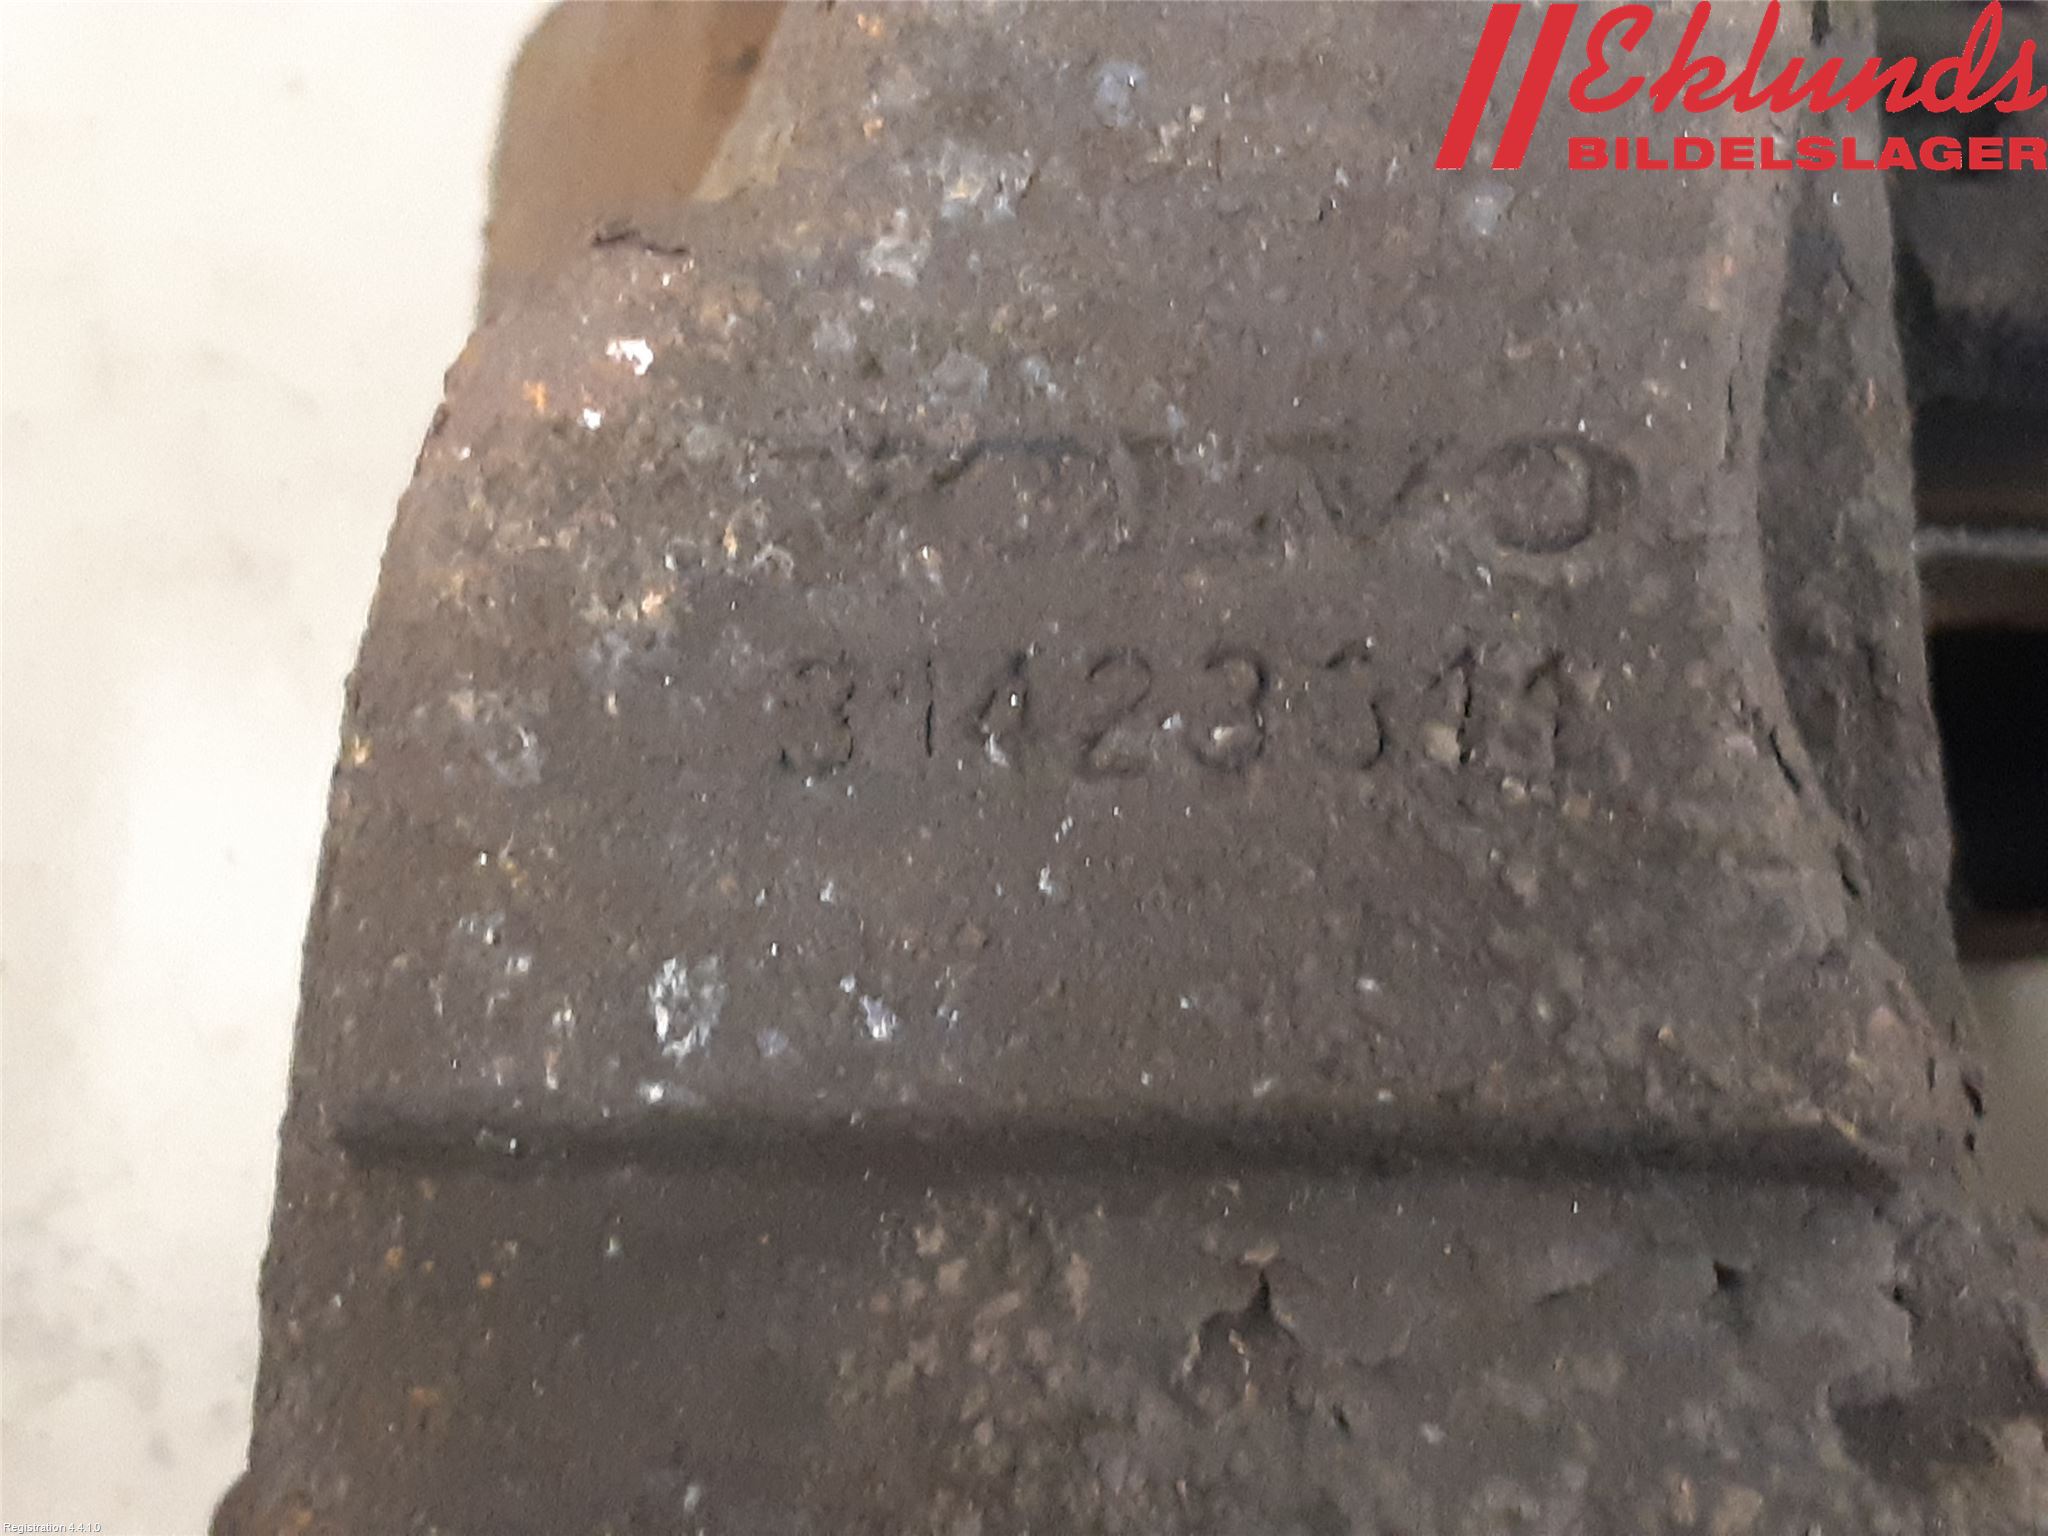 Eklunds
BILDELSLAGER
VOLVO
31423311
Registration 4.4.1.0